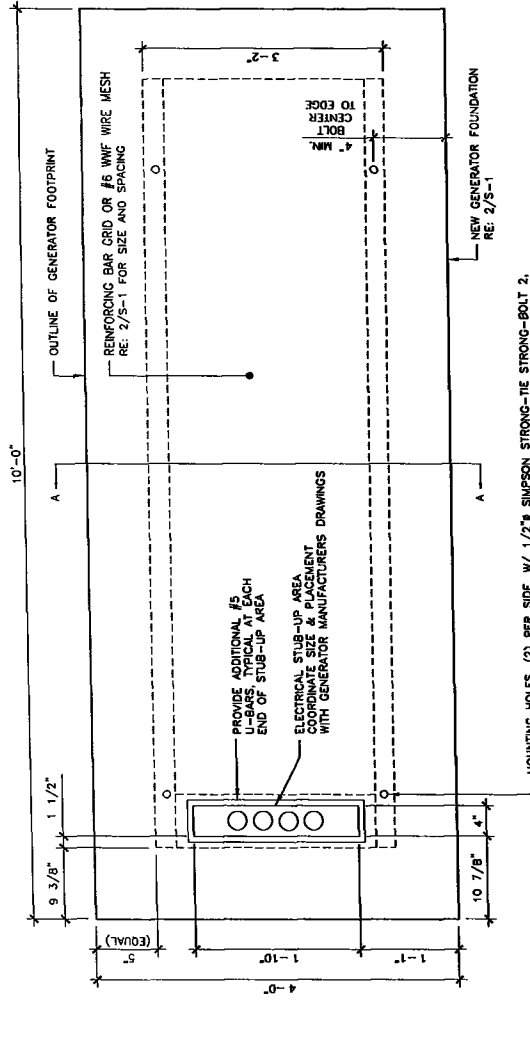 10'-0"
OUTLINE OF GENERATOR FOOTPRINT
REINFORCING BAR GRID OR #6 WWF WIRE MESH
RE: 2/S-1 FOR SIZE AND SPACING
3'-2"
4" MIN.
BOLT
CENTER
TO EDGE
NEW GENERATOR FOUNDATION
RE: 2/S-1
A
A
PROVIDE ADDITIONAL #5
U-BARS, TYPICAL AT EACH
END OF STUB-UP AREA
ELECTRICAL STUB-UP AREA
COORDINATE SIZE & PLACEMENT
WITH GENERATOR MANUFACTURERS DRAWINGS
1 1/2"
9 3/8"
5"
(EQUAL)
1'-10"
1'-1"
4'-0"
4"
10 7/8"
MOUNTING HOLES (2) PER SIDE W/ 1/2"ø SIMPSON STRONG-TIE STRONG-BOLT 2,